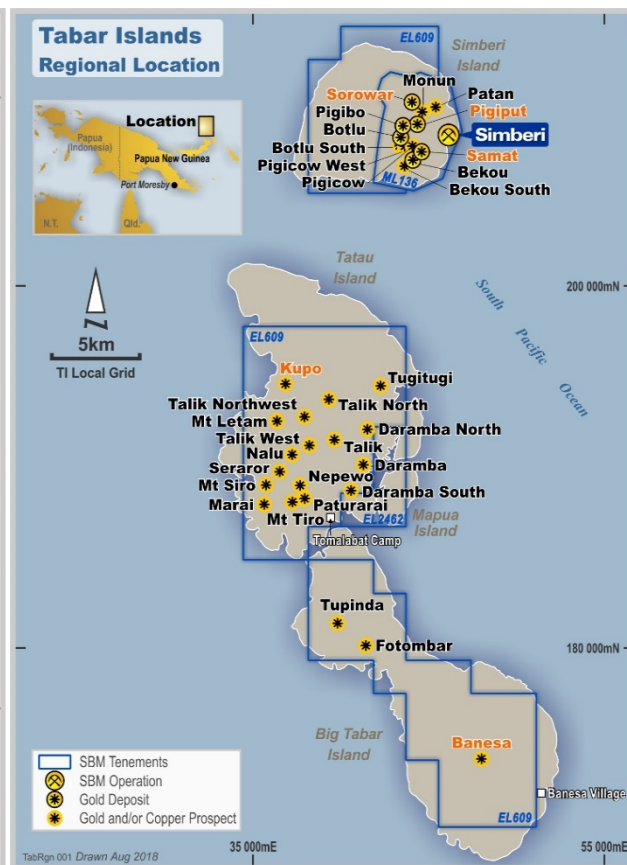 Tabar Islands
Regional Location
Location
Papua
(Indonesia)
Papua New Guinea
Port Moresby
N.T.
Qld.
EL609
Simberi
Island
Monun
Sorowar
Patan
Pigibo
Pigiput
Botlu
Simberi
Botlu South
Samat
Pigicow West
Bekou
Pigicow
ML136
Bekou South
Tatau
Island
South Pacific Ocean
200 000mN
5km
TI Local Grid
EL609
Kupo
Tugitugi
Talik Northwest
Talik North
Mt Letam
Daramba North
Talik West
Talik
Nalu
Daramba
Seraror
Nepewo
Mt Siro
Daramba South
Marai
Paturarai
Mt Tiro
EL2462
Mapua
Island
Tomalabat Camp
Tupinda
Fotombar
180 000mN
Big Tabar
Island
Banesa
Banesa Village
EL609
SBM Tenements
SBM Operation
Gold Deposit
Gold and/or Copper Prospect
TabRgn 001 Drawn Aug 2018
35 000mE
55 000mE